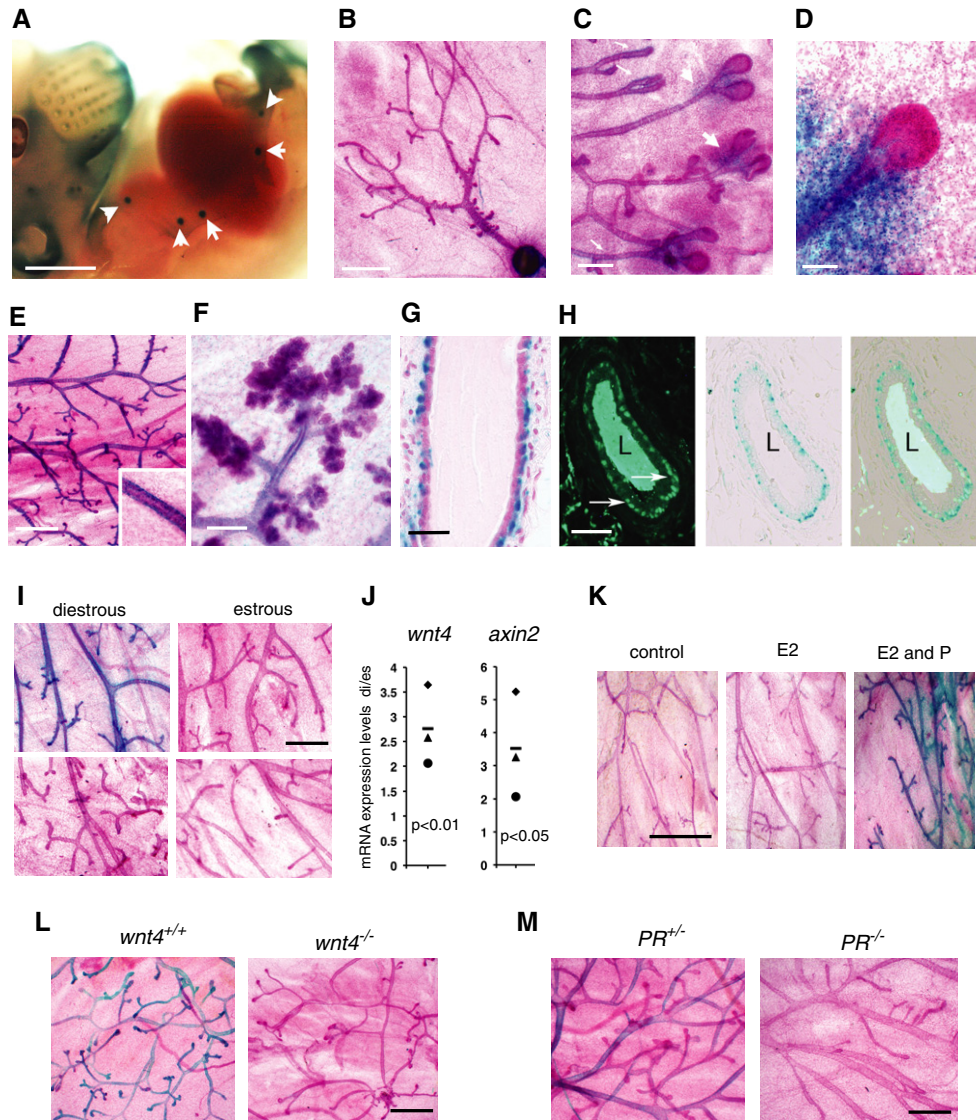 A
B
C
D
E
F
G
H
L
L
L
I
diestrous
estrous
J
wnt4
axin2
mRNA expression levels di/es
4
3.5
3
2.5
2
1.5
1
0.5
0
p<0.01
6
5
4
3
2
1
0
p<0.05
K
control
E2
E2 and P
L
wnt4+/+
wnt4-/-
M
PR+/-
PR-/-